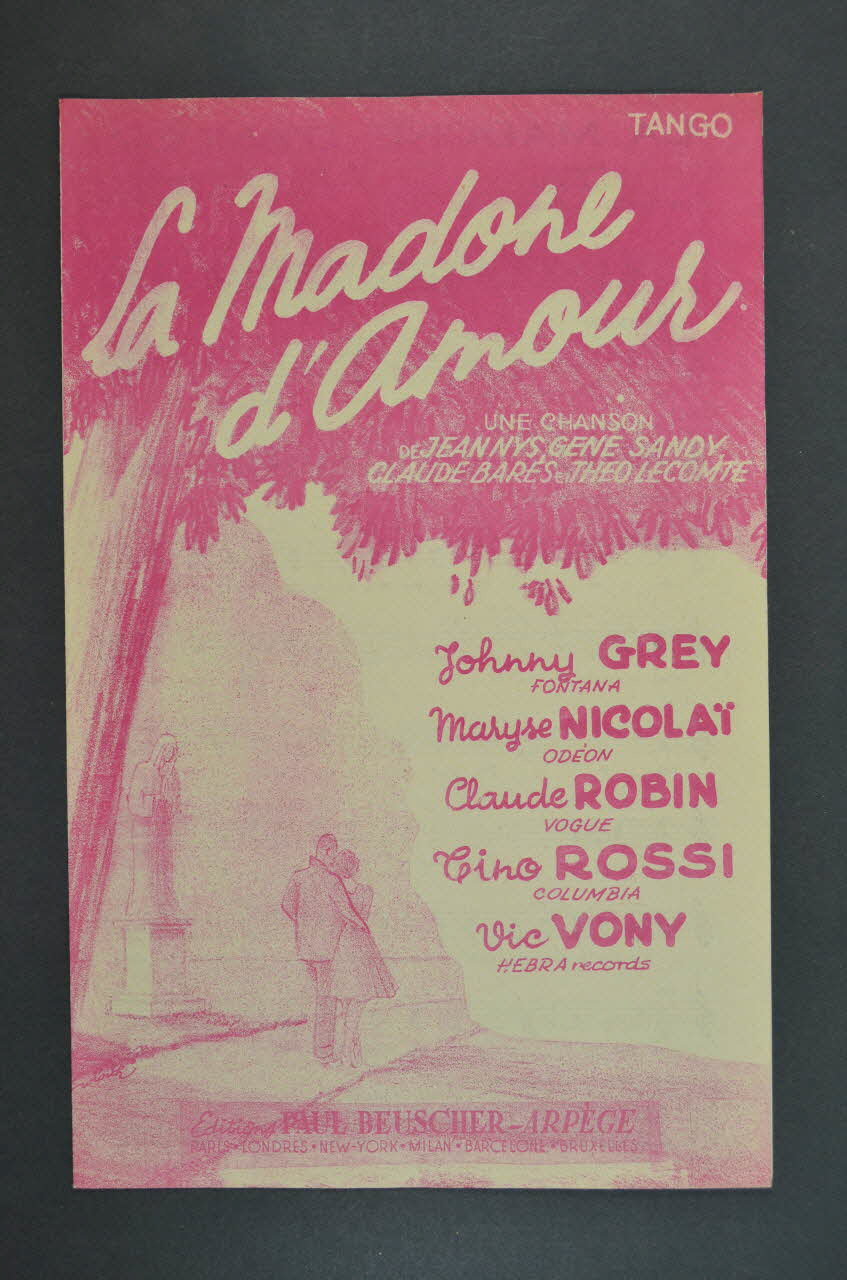 TANGO
La Madone
d'Amour
UNE CHANSON
DE JEAN NYS, GENE SANDY,
CLAUDE BARÈS et THEO LECOMTE
Johnny GREY
FONTANA
Maryse NICOLAÏ
ODÉON
Claude ROBIN
VOGUE
Tino ROSSI
COLUMBIA
Vic VONY
HEBRA records
Editions PAUL BEUSCHER-ARPÈGE
PARIS • LONDRES • NEW-YORK • MILAN • BARCELONE • BRUXELLES